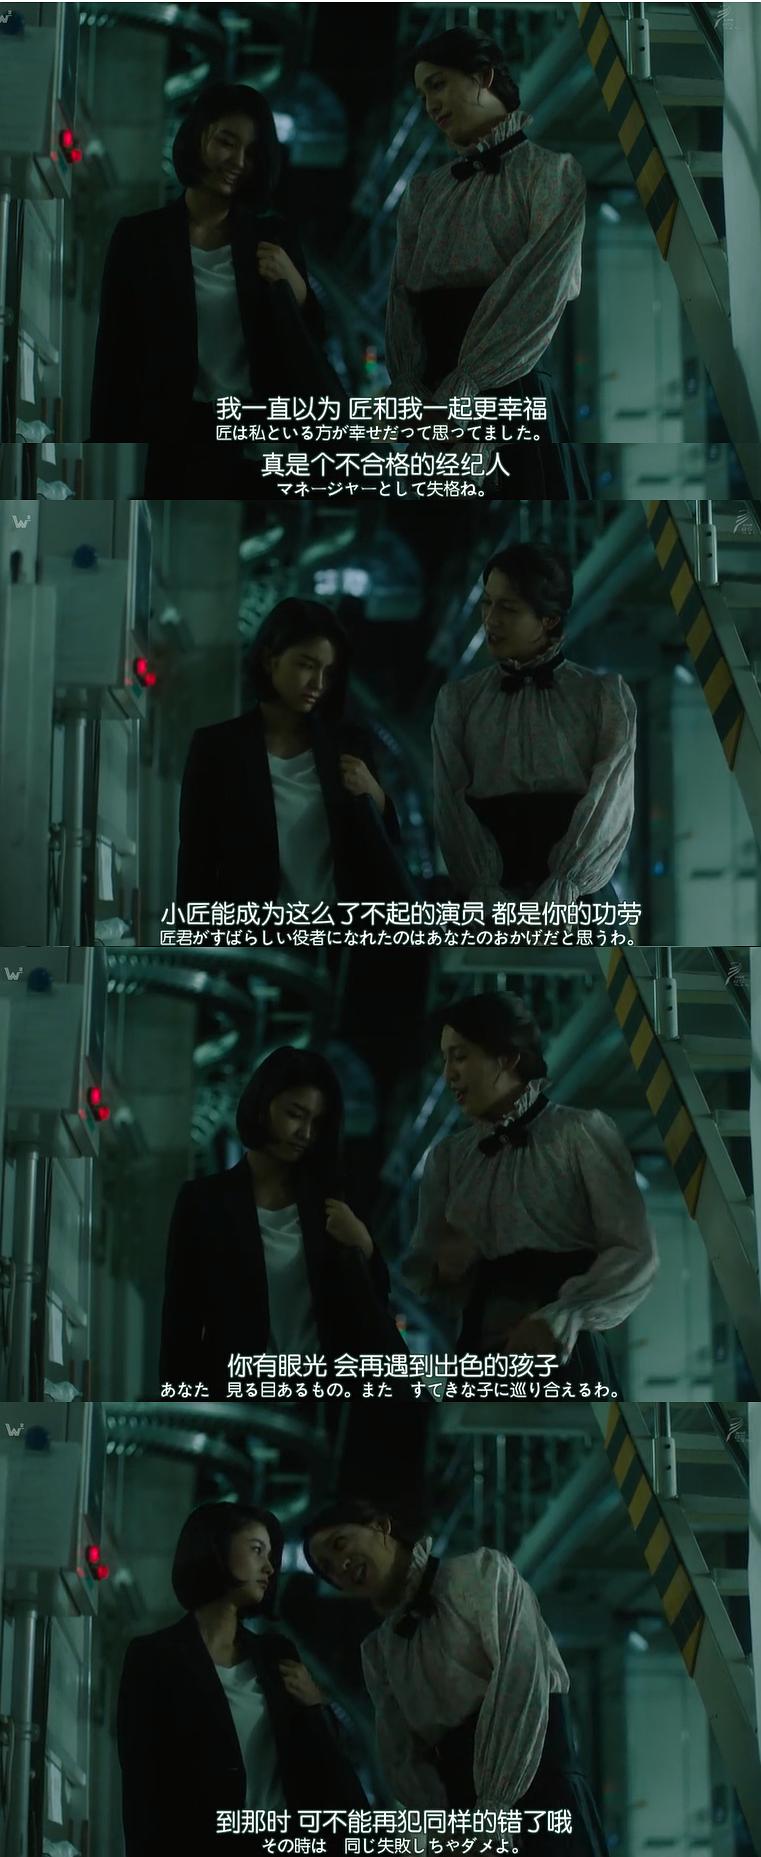 我一直以为 匠和我一起更幸福
匠は私といる方が幸せだって思ってました。
真是个不合格的经纪人
マネージャーとして失格ね。
W²
小匠能成为这么了不起的演员 都是你的功劳
匠君がすばらしい役者になれたのはあなたのおかげだと思うわ。
W²
你有眼光 会再遇到出色的孩子
あなた 見る目あるもの。また すてきな子に巡り合えるわ。
W²
到那时 可不能再犯同样的错了哦
その時は 同じ失敗しちゃダメよ。